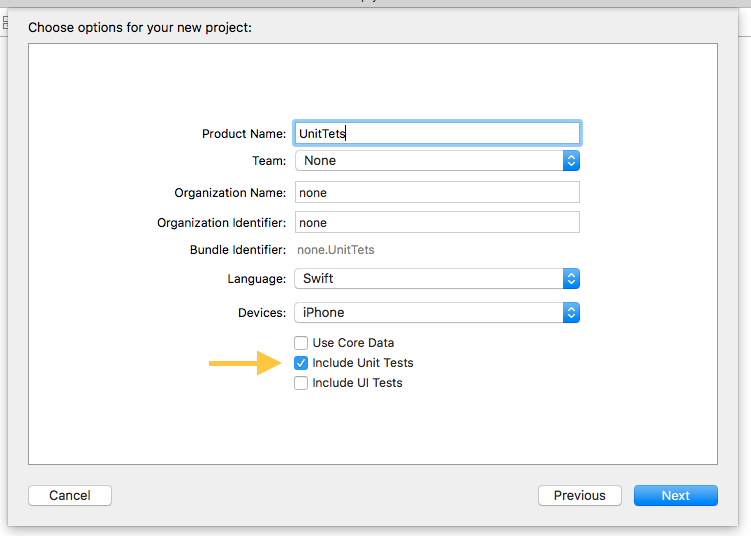 Choose options for your new project:
Product Name: UnitTets
Team: None
Organization Name: none
Organization Identifier: none
Bundle Identifier: none.UnitTets
Language: Swift
Devices: iPhone
Use Core Data
Include Unit Tests
Include UI Tests
Cancel Previous Next